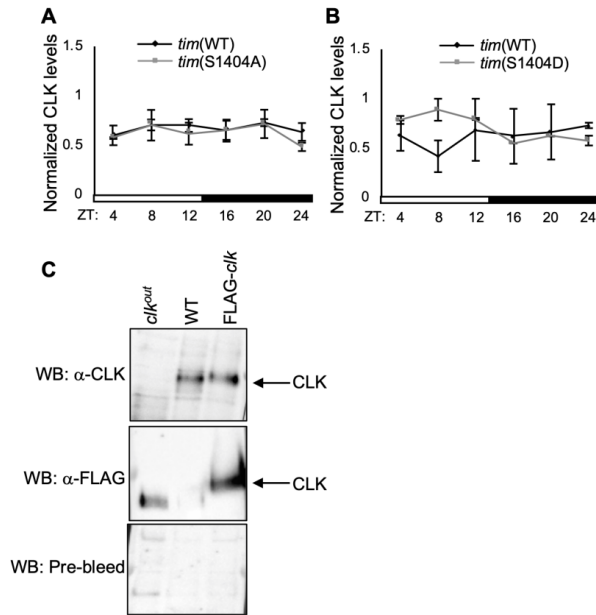 A
Normalized CLK levels
1.5
1
0.5
0
tim(WT)
tim(S1404A)
ZT: 4 8 12 16 20 24
B
Normalized CLK levels
1.5
1
0.5
0
tim(WT)
tim(S1404D)
ZT: 4 8 12 16 20 24
C
clkout
WT
FLAG-clk
WB: α-CLK
CLK
WB: α-FLAG
CLK
WB: Pre-bleed